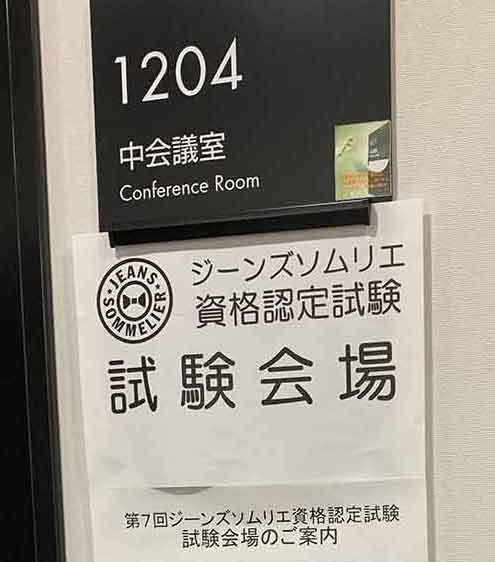 1204
中会議室
Conference Room
JEANS
SOMMELIER
ジーンズソムリエ
資格認定試験
試験会場
第7回ジーンズソムリエ資格認定試験
試験会場のご案内